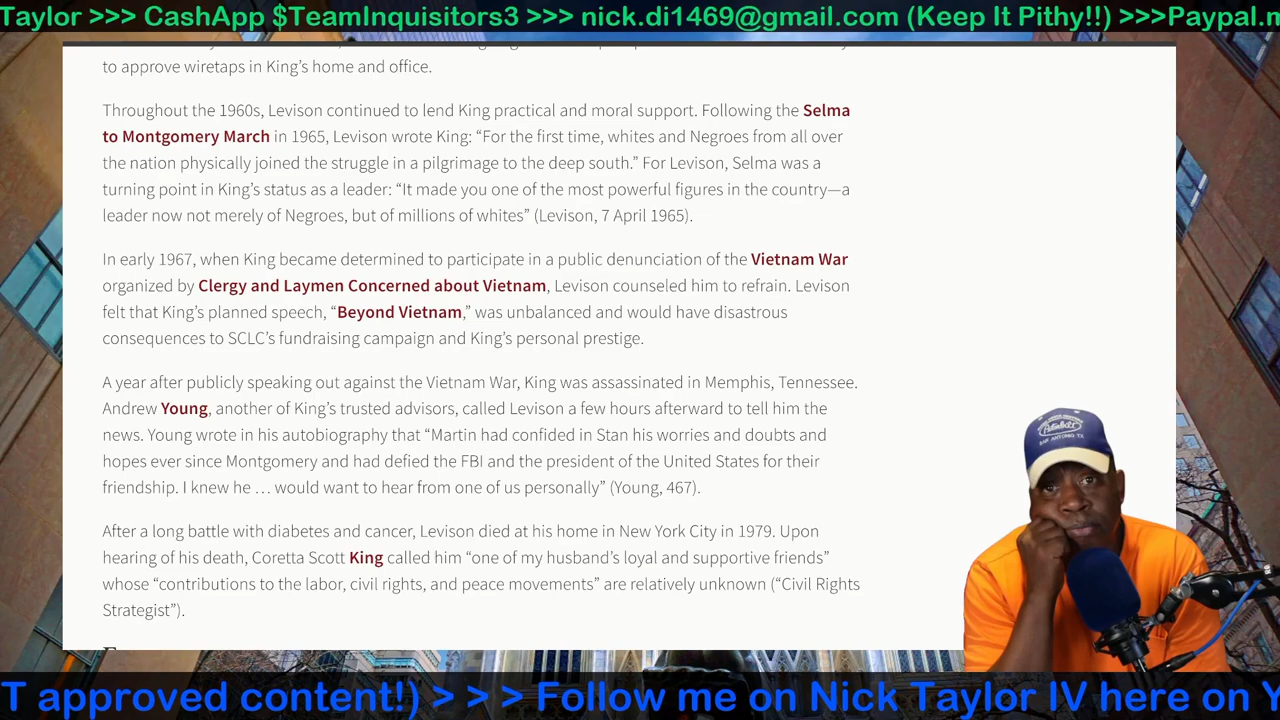 Taylor >>> CashApp $TeamInquisitors3 >>> nick.di1469@gmail.com (Keep It Pithy!!) >>>Paypal.m
to approve wiretaps in King’s home and office.
Throughout the 1960s, Levison continued to lend King practical and moral support. Following the Selma
to Montgomery March in 1965, Levison wrote King: “For the first time, whites and Negroes from all over
the nation physically joined the struggle in a pilgrimage to the deep south.” For Levison, Selma was a
turning point in King’s status as a leader: “It made you one of the most powerful figures in the country—a
leader now not merely of Negroes, but of millions of whites” (Levison, 7 April 1965).
In early 1967, when King became determined to participate in a public denunciation of the Vietnam War
organized by Clergy and Laymen Concerned about Vietnam, Levison counseled him to refrain. Levison
felt that King’s planned speech, “Beyond Vietnam,” was unbalanced and would have disastrous
consequences to SCLC’s fundraising campaign and King’s personal prestige.
A year after publicly speaking out against the Vietnam War, King was assassinated in Memphis, Tennessee.
Andrew Young, another of King’s trusted advisors, called Levison a few hours afterward to tell him the
news. Young wrote in his autobiography that “Martin had confided in Stan his worries and doubts and
hopes ever since Montgomery and had defied the FBI and the president of the United States for their
friendship. I knew he … would want to hear from one of us personally” (Young, 467).
After a long battle with diabetes and cancer, Levison died at his home in New York City in 1979. Upon
hearing of his death, Coretta Scott King called him “one of my husband’s loyal and supportive friends”
whose “contributions to the labor, civil rights, and peace movements” are relatively unknown (“Civil Rights
Strategist”).
Peterbilt
SAN ANTONIO TX
T approved content!) > > > Follow me on Nick Taylor IV here on Y